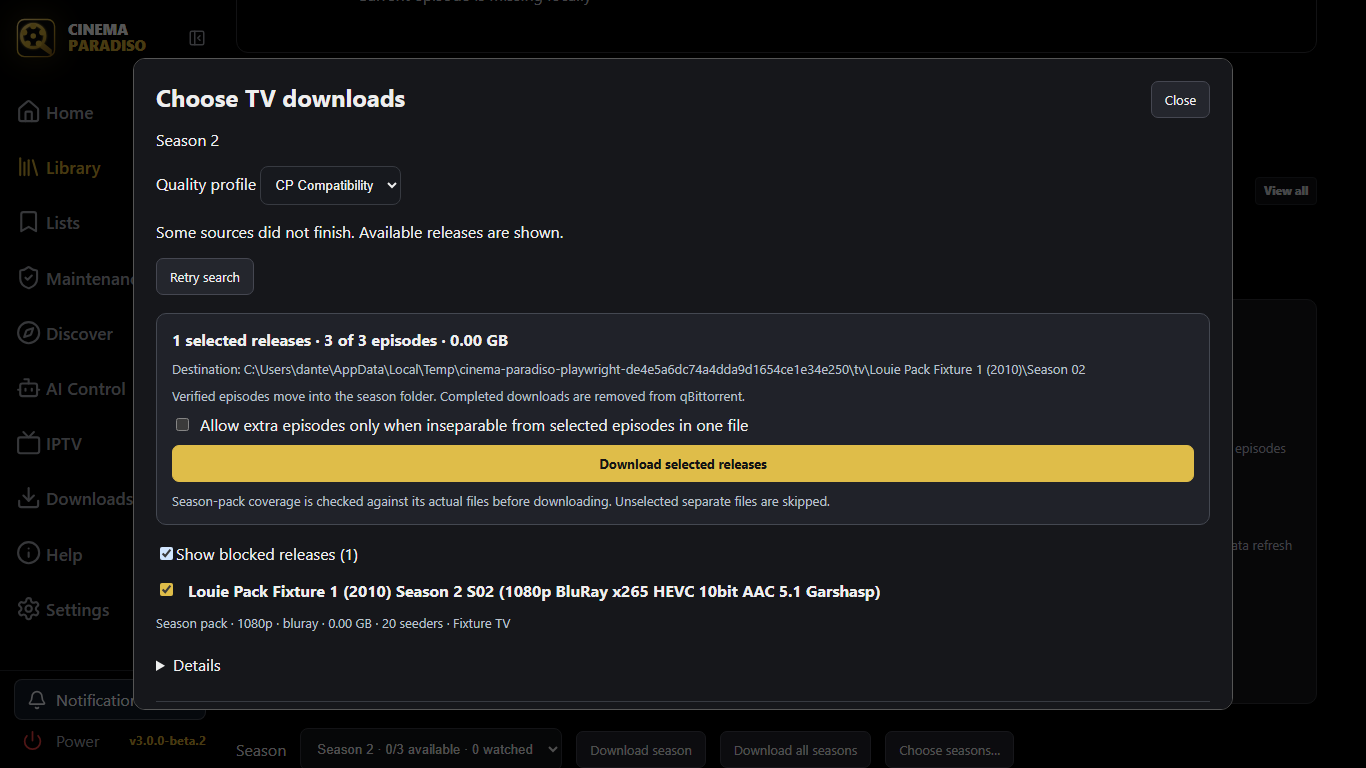 Current episode is missing locally
CINEMA
PARADISO
Home
Library
Lists
Maintenanc
Discover
AI Control
IPTV
Downloads
Help
Settings
Notification
Power
v3.0.0-beta.2
Choose TV downloads
Close
Season 2
Quality profile
CP Compatibility
Some sources did not finish. Available releases are shown.
Retry search
1 selected releases · 3 of 3 episodes · 0.00 GB
Destination: C:\Users\dante\AppData\Local\Temp\cinema-paradiso-playwright-de4e5a6dc74a4dda9d1654ce1e34e250\tv\Louie Pack Fixture 1 (2010)\Season 02
Verified episodes move into the season folder. Completed downloads are removed from qBittorrent.
Allow extra episodes only when inseparable from selected episodes in one file
Download selected releases
Season-pack coverage is checked against its actual files before downloading. Unselected separate files are skipped.
Show blocked releases (1)
Louie Pack Fixture 1 (2010) Season 2 S02 (1080p BluRay x265 HEVC 10bit AAC 5.1 Garshasp)
Season pack · 1080p · bluray · 0.00 GB · 20 seeders · Fixture TV
Details
View all
episodes
ata refresh
Season
Season 2 · 0/3 available · 0 watched
Download season
Download all seasons
Choose seasons...